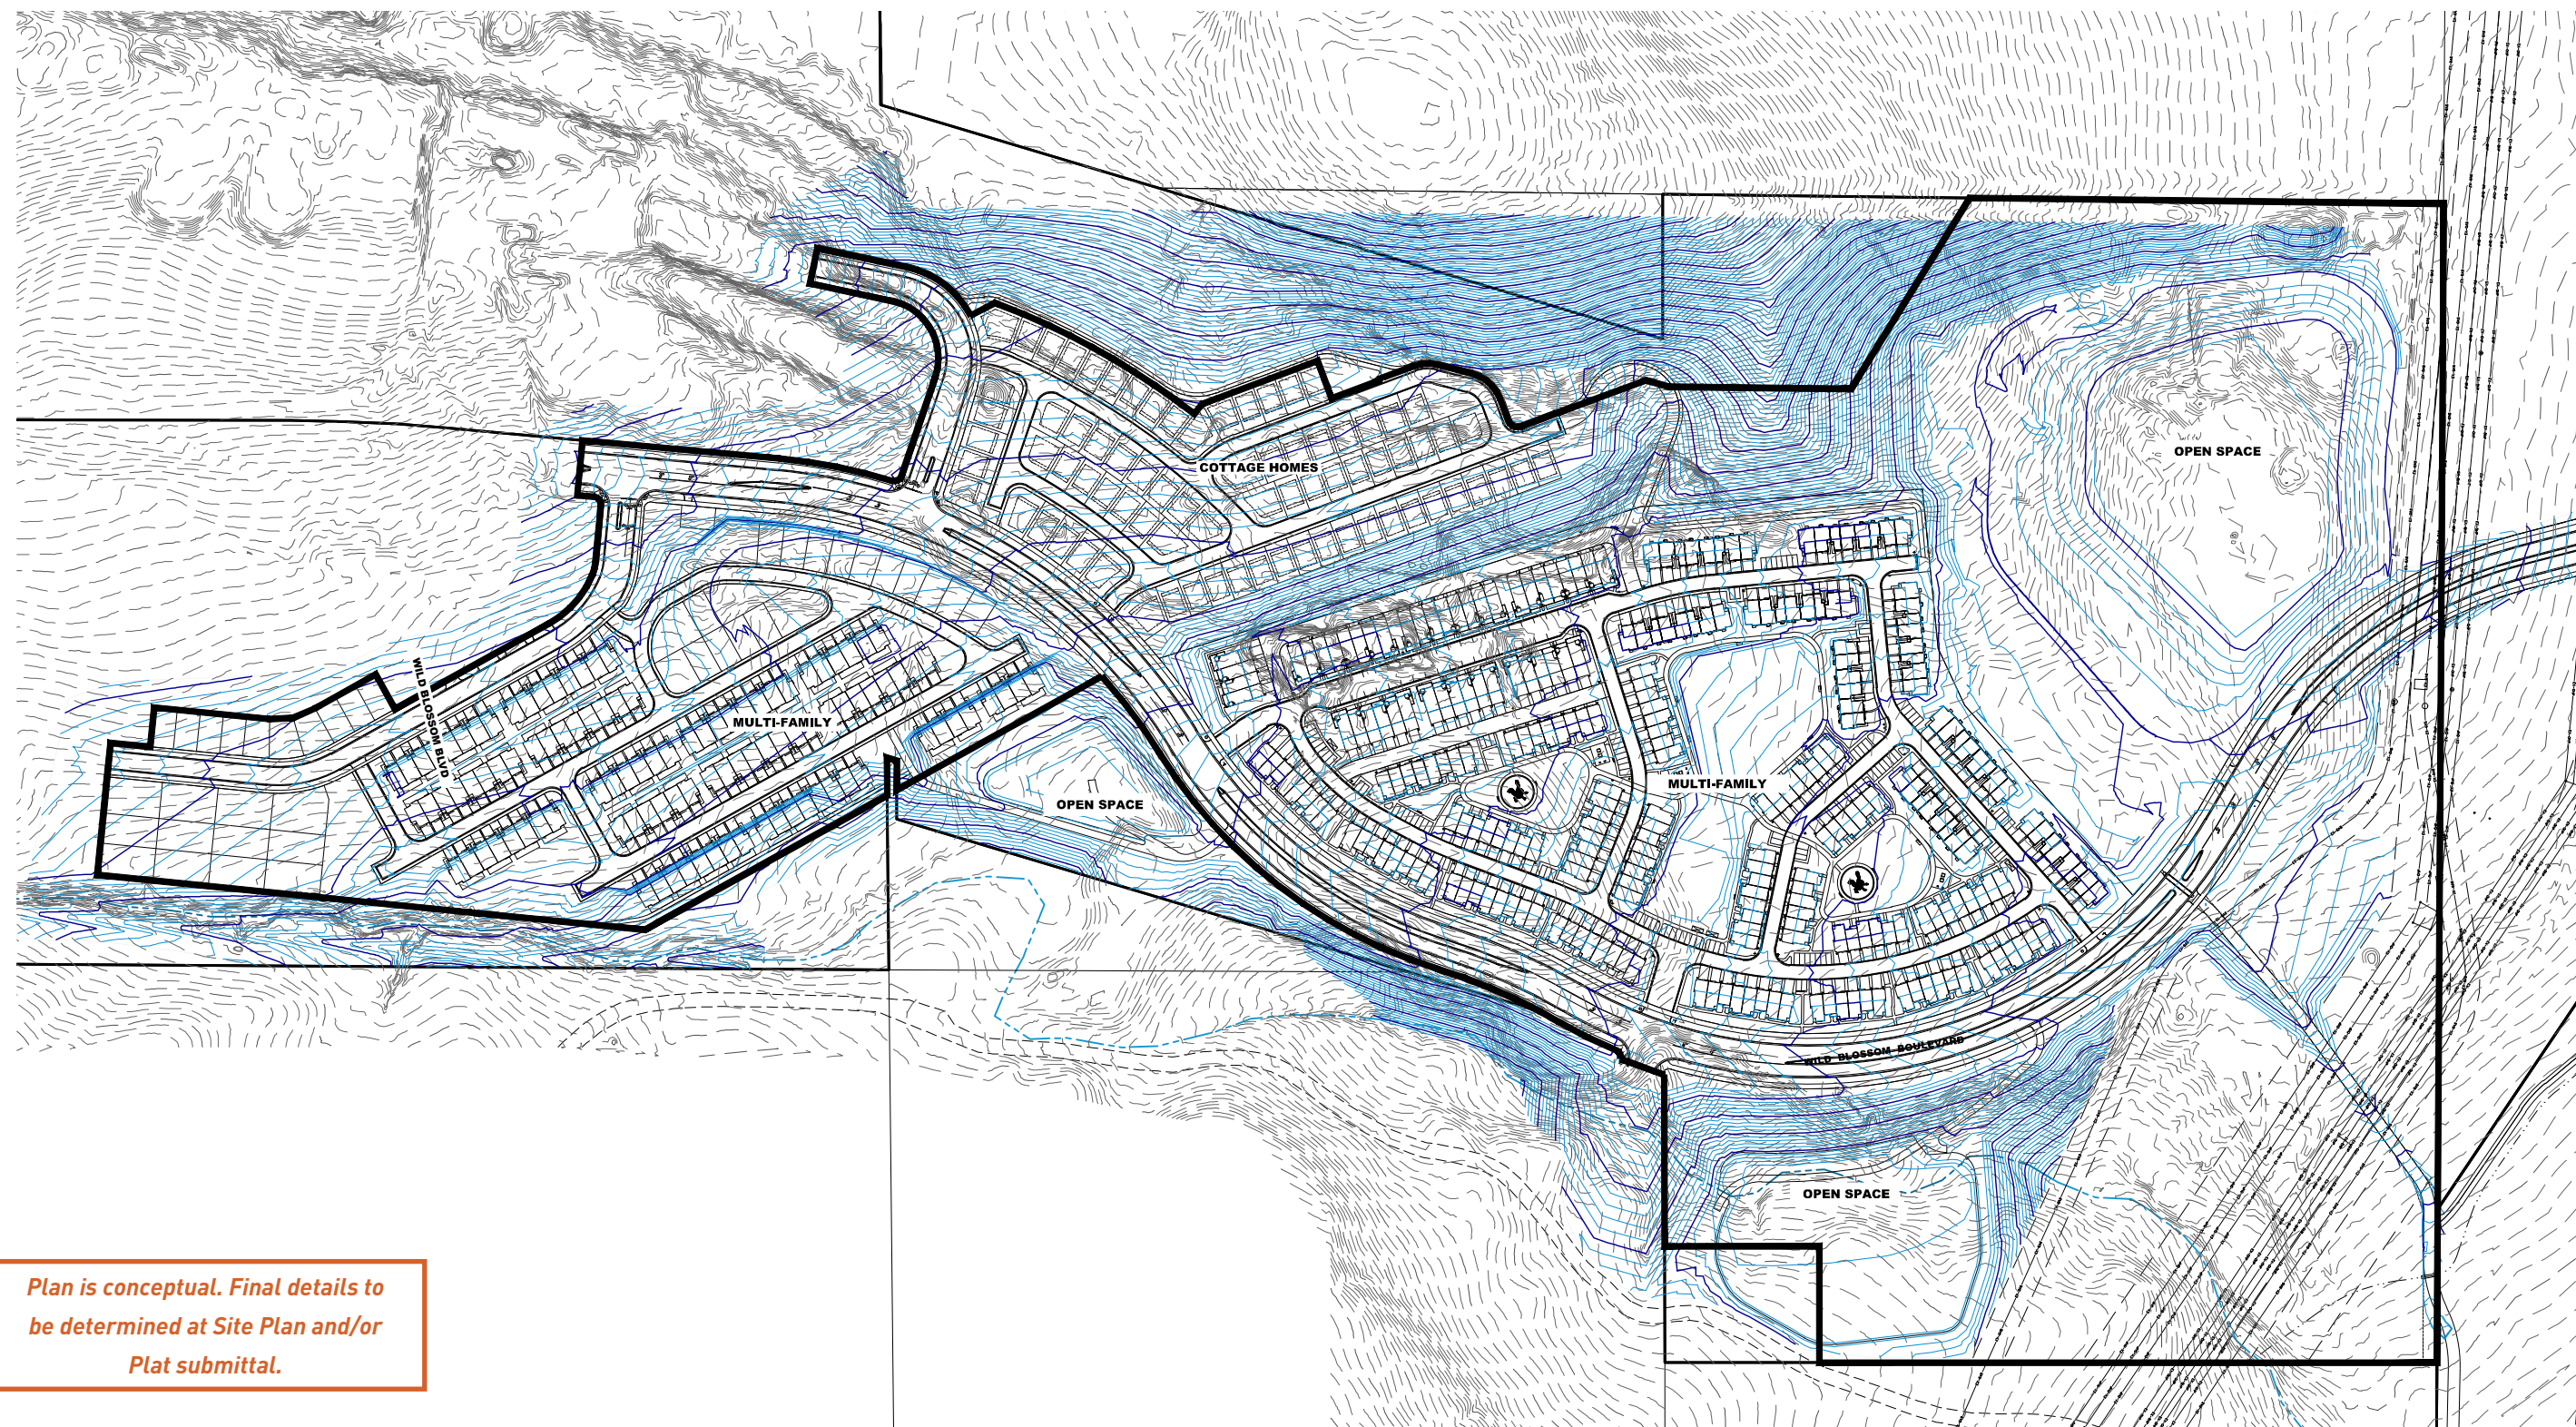 COTTAGE HOMES
OPEN SPACE
WILD BLOSSOM BLVD
MULTI-FAMILY
OPEN SPACE
MULTI-FAMILY
WILD BLOSSOM BOULEVARD
OPEN SPACE
Plan is conceptual. Final details to
be determined at Site Plan and/or
Plat submittal.